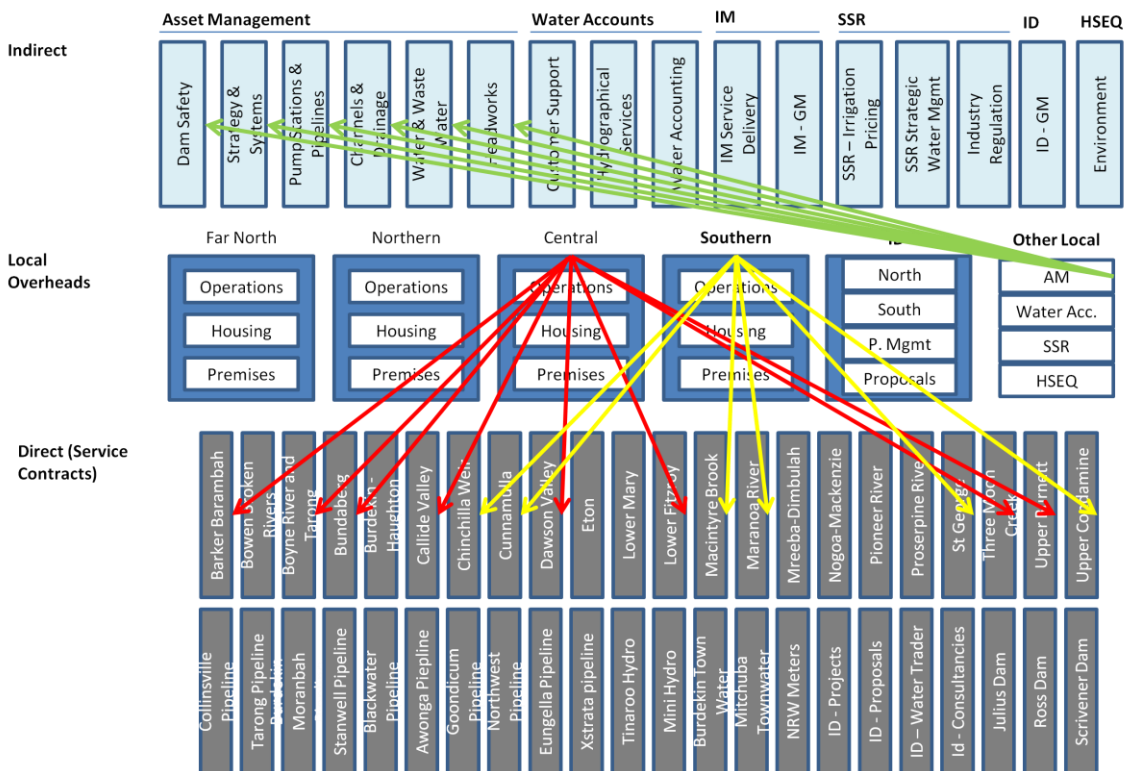 Asset Management
Water Accounts
IM
SSR
ID
HSEQ
Indirect
Dam Safety
Strategy &
Systems
Pump Stations &
Pipelines
Channels &
Drainage
Water & Waste
Water
Headworks
Customer Support
Hydrographical
Services
Water Accounting
IM Service
Delivery
IM - GM
SSR – Irrigation
Pricing
SSR Strategic
Water Mgmt
Industry
Regulation
ID - GM
Environment
Local
Overheads
Far North
Northern
Central
Southern
ID
Other Local
Operations
Housing
Premises
Operations
Housing
Premises
Operations
Housing
Premises
Operations
Housing
Premises
North
South
P. Mgmt
Proposals
AM
Water Acc.
SSR
HSEQ
Direct (Service
Contracts)
Barker Barambah
Bowen Broken
Rivers
Boyne River and
Tarong
Bundaberg
Burdekin -
Haughton
Callide Valley
Chinchilla Weir
Cunnamulla
Dawson Valley
Eton
Lower Mary
Lower Fitzroy
Macintyre Brook
Maranoa River
Mreeba-Dimbulah
Nogoa-Mackenzie
Pioneer River
Proserpine River
St George
Three Moon
Creek
Upper Burnett
Upper Condamine
Collinsville
Pipeline
Tarong Pipeline
Burdekin
Moranbah
Stanwell Pipeline
Blackwater
Pipeline
Awonga Piepline
Goondicum
Pipeline
Northwest
Pipeline
Eungella Pipeline
Xstrata pipeline
Tinaroo Hydro
Mini Hydro
Burdekin Town
Water
Mitchuba
Townwater
NRW Meters
ID - Projects
ID - Proposals
ID – Water Trader
Id - Consultancies
Julius Dam
Ross Dam
Scrivener Dam